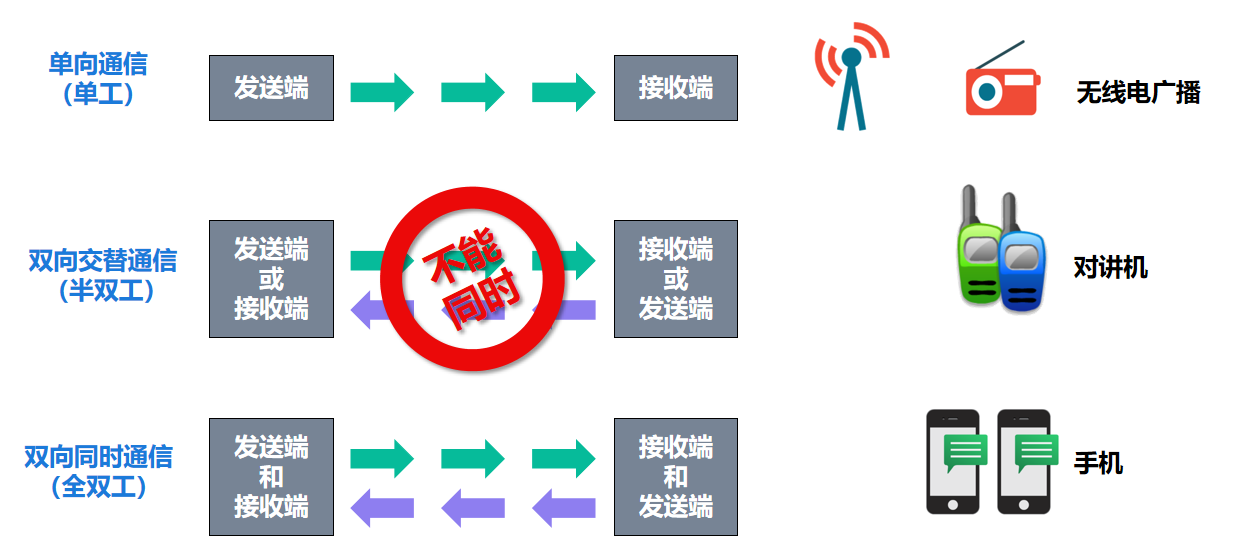 单向通信
（单工）
发送端
接收端
无线电广播
双向交替通信
（半双工）
发送端
或
接收端
不能
同时
接收端
或
发送端
对讲机
双向同时通信
（全双工）
发送端
和
接收端
接收端
和
发送端
手机